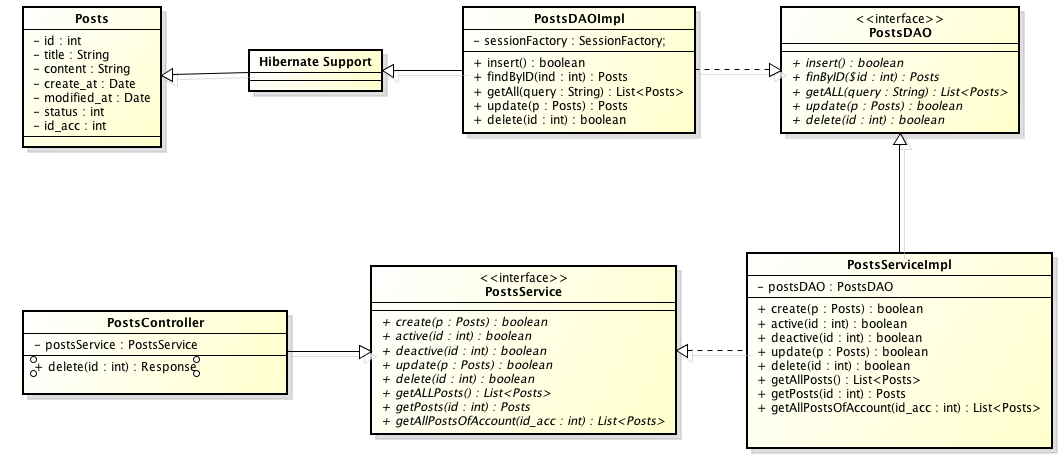 Posts
- id : int
- title : String
- content : String
- create_at : Date
- modified_at : Date
- status : int
- id_acc : int
Hibernate Support
PostsDAOImpl
- sessionFactory : SessionFactory;
+ insert() : boolean
+ findByID(ind : int) : Posts
+ getAll(query : String) : List<Posts>
+ update(p : Posts) : Posts
+ delete(id : int) : boolean
<<interface>>
PostsDAO
+ insert() : boolean
+ finByID($id : int) : Posts
+ getALL(query : String) : List<Posts>
+ update(p : Posts) : boolean
+ delete(id : int) : boolean
PostsController
- postsService : PostsService
+ delete(id : int) : Response
<<interface>>
PostsService
+ create(p : Posts) : boolean
+ active(id : int) : boolean
+ deactive(id : int) : boolean
+ update(p : Posts) : boolean
+ delete(id : int) : boolean
+ getALLPosts() : List<Posts>
+ getPosts(id : int) : Posts
+ getAllPostsOfAccount(id_acc : int) : List<Posts>
PostsServiceImpl
- postsDAO : PostsDAO
+ create(p : Posts) : boolean
+ active(id : int) : boolean
+ deactive(id : int) : boolean
+ update(p : Posts) : boolean
+ delete(id : int) : boolean
+ getAllPosts() : List<Posts>
+ getPosts(id : int) : Posts
+ getAllPostsOfAccount(id_acc : int) : List<Posts>